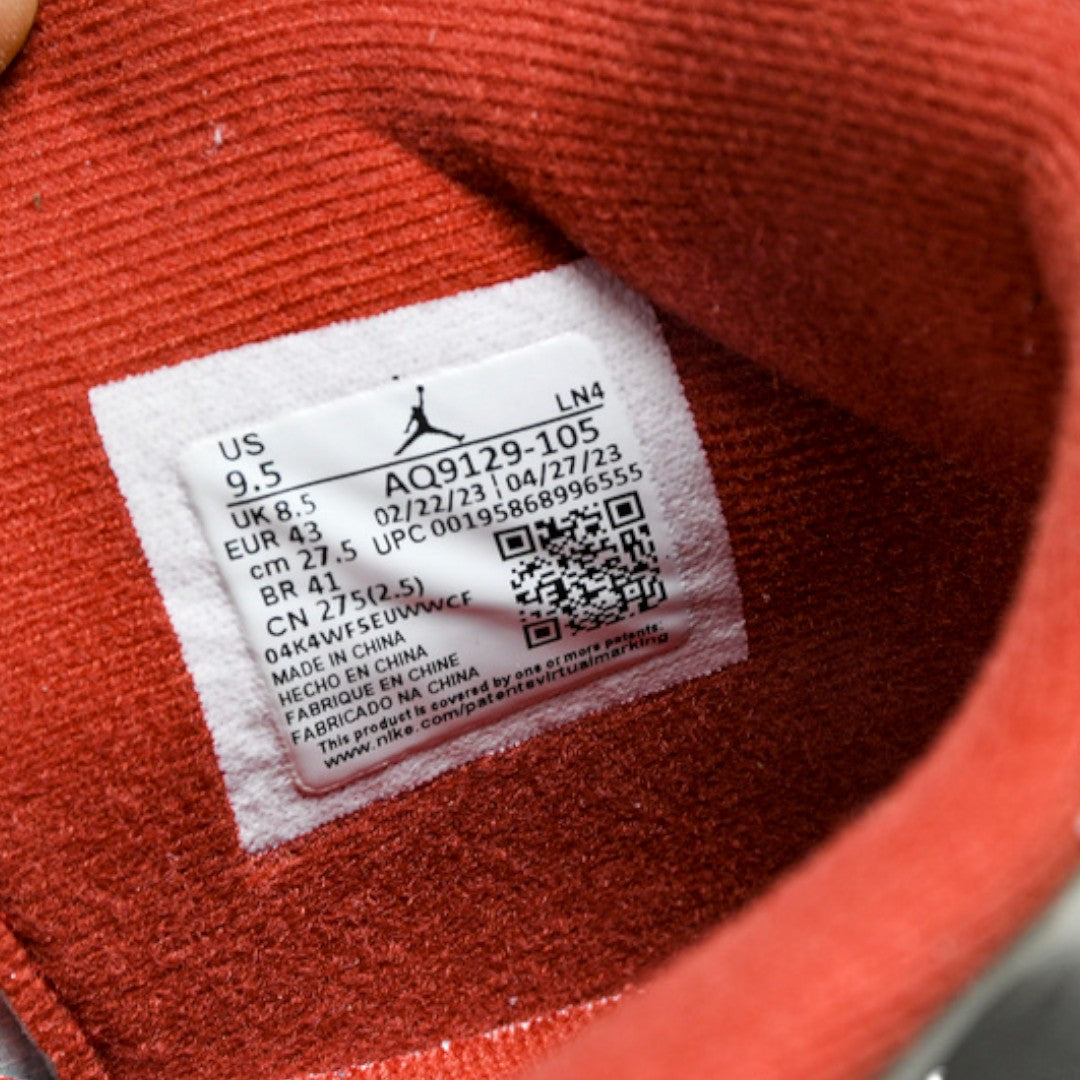 LN4
US
9.5
AQ9129-105
UK 8.5
02/22/23 | 04/27/23
EUR 43
UPC 00195868996555
cm 27.5
BR 41
CN 275(2.5)
04K4WF5EUWWCF
MADE IN CHINA
HECHO EN CHINA
FABRIQUE EN CHINE
FABRICADO NA CHINA
This product is covered by one or more patents.
www.nike.com/patentsvirtualmarking